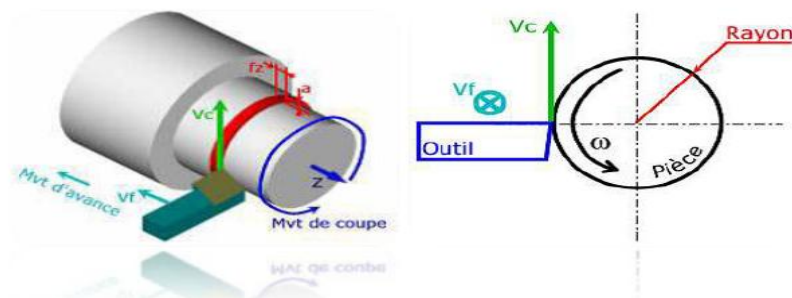 fz
a
Vc
Vf
Mvt d'avance
Z
Mvt de coupe
Vc
Rayon
Vf
Outil
ω
Pièce